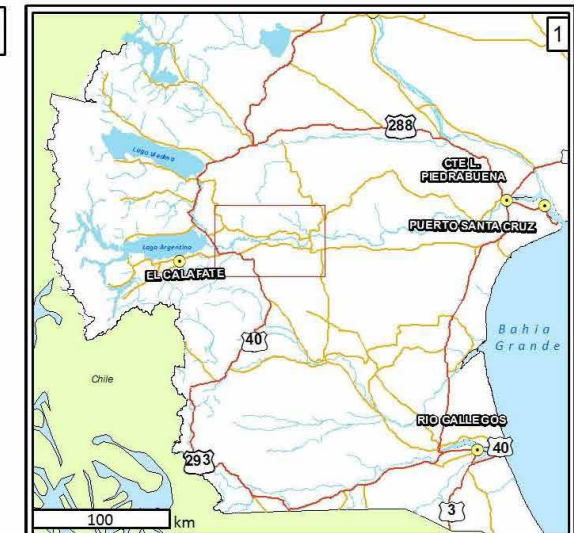 1
288
Lago Viedma
CTE L.
PIEDRABUENA
PUERTO SANTA CRUZ
Lago Argentino
EL CALAFATE
Bahia
Grande
40
Chile
RIO GALLEGOS
40
293
3
100
km